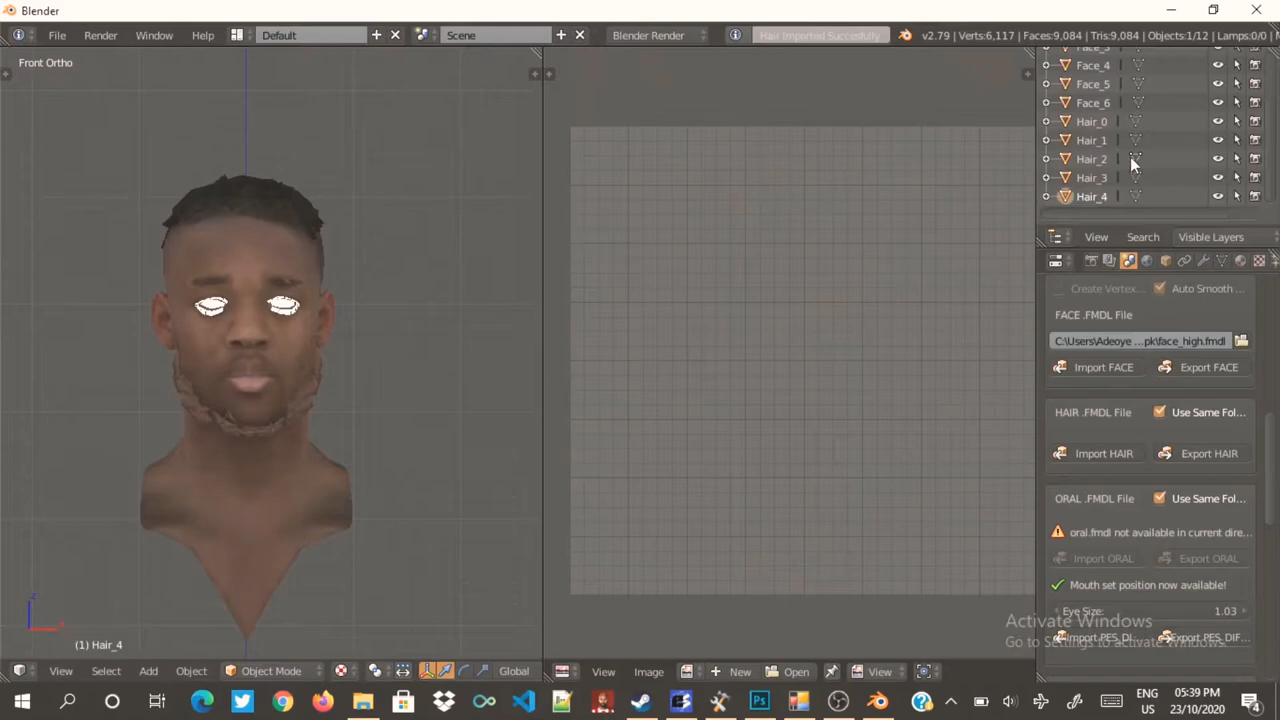 Blender
File Render Window Help Default Scene Blender Render Hair Imported Succesfully v2.79 | Verts:6,117 | Faces:9,084 | Tris:9,084 | Objects:1/12 | Lamps:0/0 |
Front Ortho
Face_3
Face_4
Face_5
Face_6
Hair_0
Hair_1
Hair_2
Hair_3
Hair_4
View Search Visible Layers
Create Vertex... Auto Smooth ...
FACE .FMDL File
C:\Users\Adeoye ...pk\face_high.fmdl
Import FACE Export FACE
HAIR .FMDL File Use Same Fol...
Import HAIR Export HAIR
ORAL .FMDL File Use Same Fol...
oral.fmdl not available in current dire...
Import ORAL Export ORAL
Mouth set position now available!
Eye Size: 1.03
Import PES_DI... Export PES_DIF...
Activate Windows
Go to Settings to activate Windows.
(1) Hair_4
View Select Add Object Object Mode Global
View Image New Open View
ENG 05:39 PM
US 23/10/2020
4